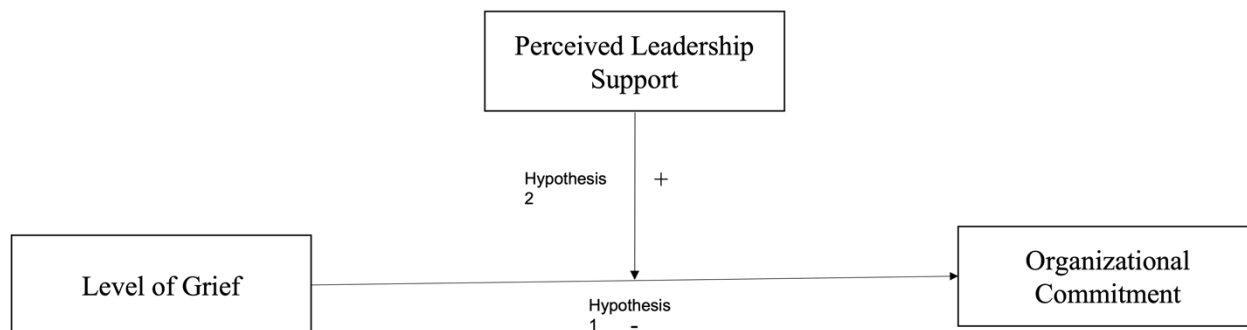 Perceived Leadership
Support
Hypothesis
2
+
Level of Grief
Organizational
Commitment
Hypothesis
1
-